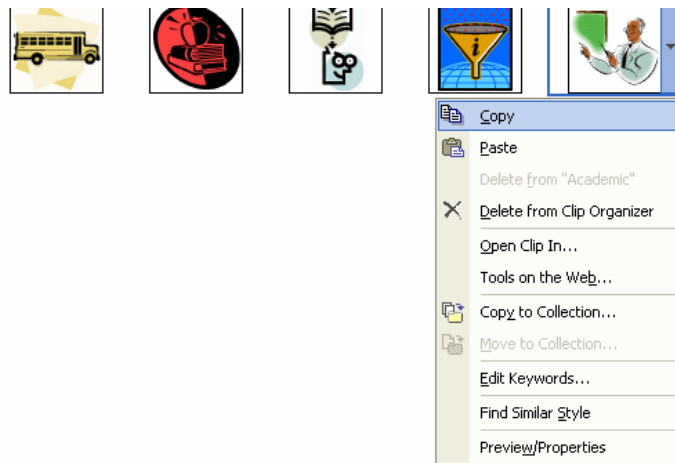 i
Copy
Paste
Delete from "Academic"
Delete from Clip Organizer
Open Clip In...
Tools on the Web...
Copy to Collection...
Move to Collection...
Edit Keywords...
Find Similar Style
Preview/Properties